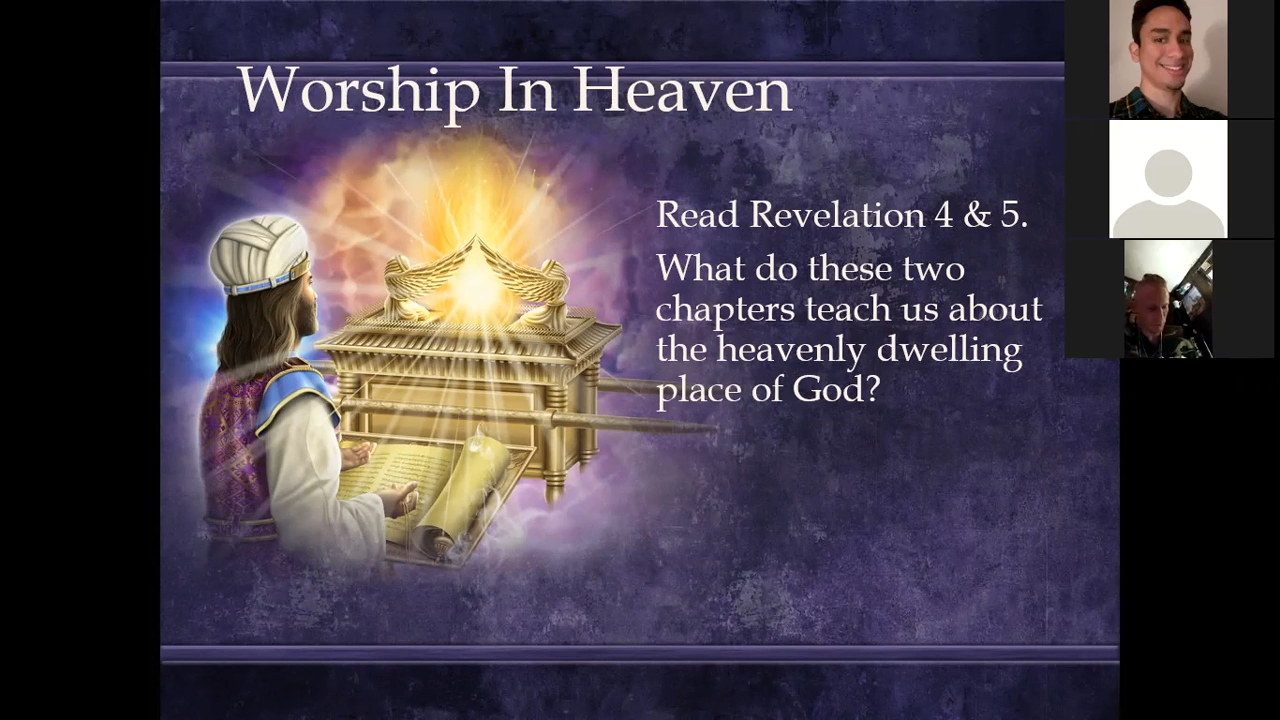 Worship In Heaven
Read Revelation 4 & 5.
What do these two
chapters teach us about
the heavenly dwelling
place of God?